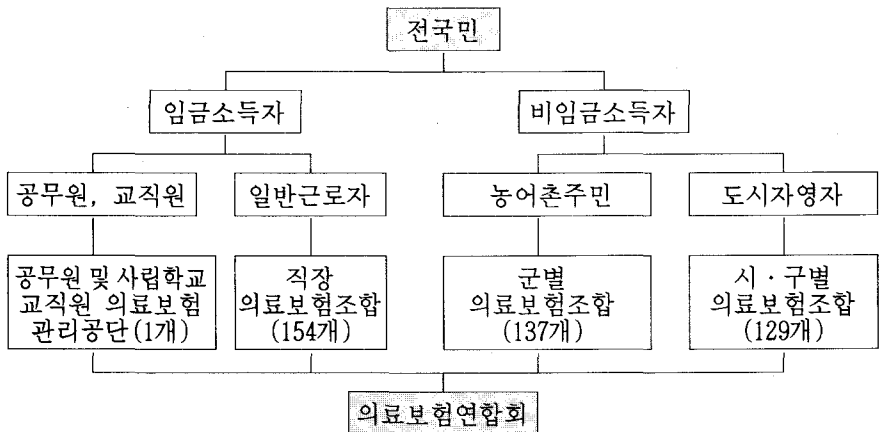 전국민
임금소득자
비임금소득자
공무원, 교직원
일반근로자
농어촌주민
도시자영자
공무원 및 사립학교
교직원 의료보험
관리공단(1개)
직장
의료보험조합
(154개)
군별
의료보험조합
(137개)
시·구별
의료보험조합
(129개)
의료보험연합회